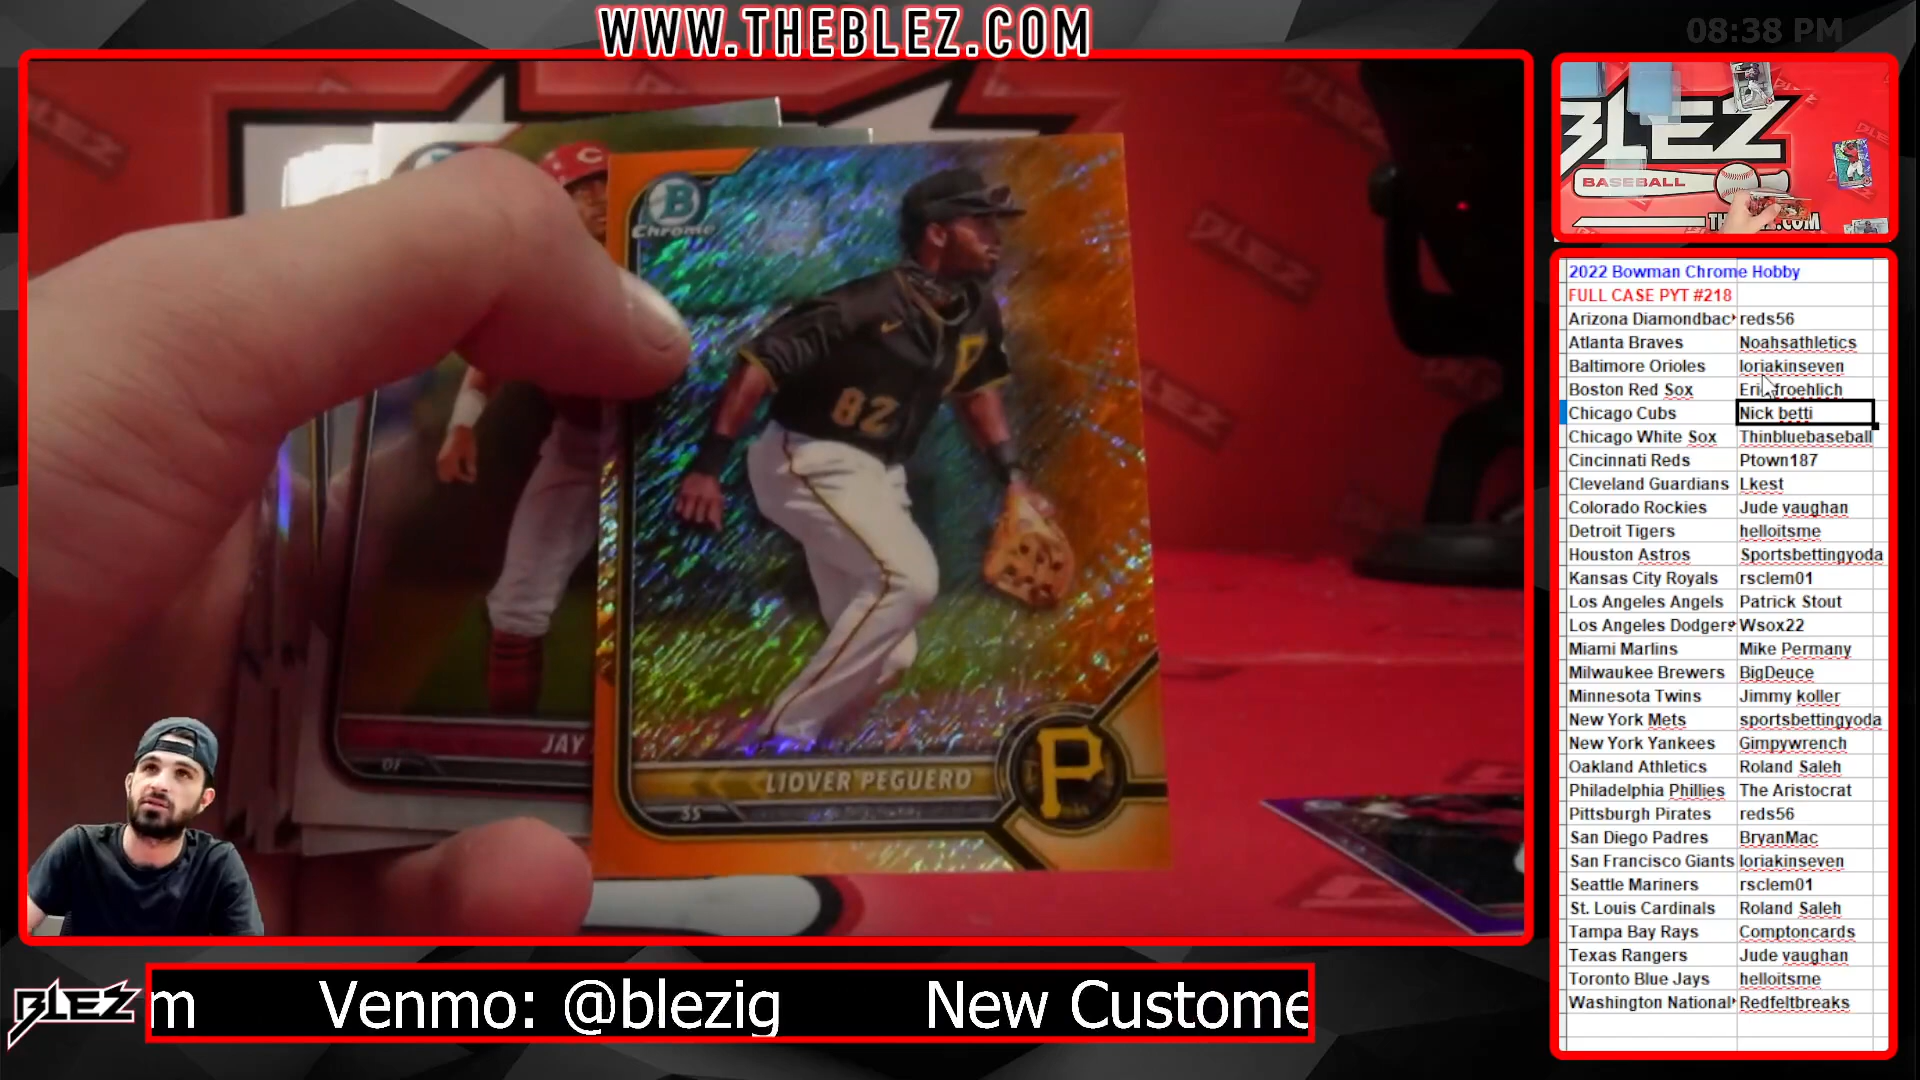 WWW.THEBLEZ.COM
08:38 PM
BLEZ
BASEBALL
2022 Bowman Chrome Hobby
FULL CASE PYT #218
Arizona Diamondbac reds56
Atlanta Braves Noahsathletics
Baltimore Orioles loriakinseven
Boston Red Sox froehlich
Chicago Cubs Nick betti
Chicago White Sox Thinbluebaseball
Cincinnati Reds Ptown187
Cleveland Guardians Lkest
Colorado Rockies Jude vaughan
Detroit Tigers helloitsme
Houston Astros Sportsbettingyoda
Kansas City Royals rsclem01
Los Angeles Angels Patrick Stout
Los Angeles Dodgers Wsox22
Miami Marlins Mike Permany
Milwaukee Brewers BigDeuce
Minnesota Twins Jimmy koller
New York Mets sportsbettingyoda
New York Yankees Gimpywrench
Oakland Athletics Roland Saleh
Philadelphia Phillies The Aristocrat
Pittsburgh Pirates reds56
San Diego Padres BryanMac
San Francisco Giants loriakinseven
Seattle Mariners rsclem01
St. Louis Cardinals Roland Saleh
Tampa Bay Rays Comptoncards
Texas Rangers Jude vaughan
Toronto Blue Jays helloitsme
Washington National Redfeltbreaks
BLEZ
B
Chrome
C
82
P
JAY
OF
LIOVER PEGUERO
SS
P
BLEZ
m Venmo: @blezig New Custome